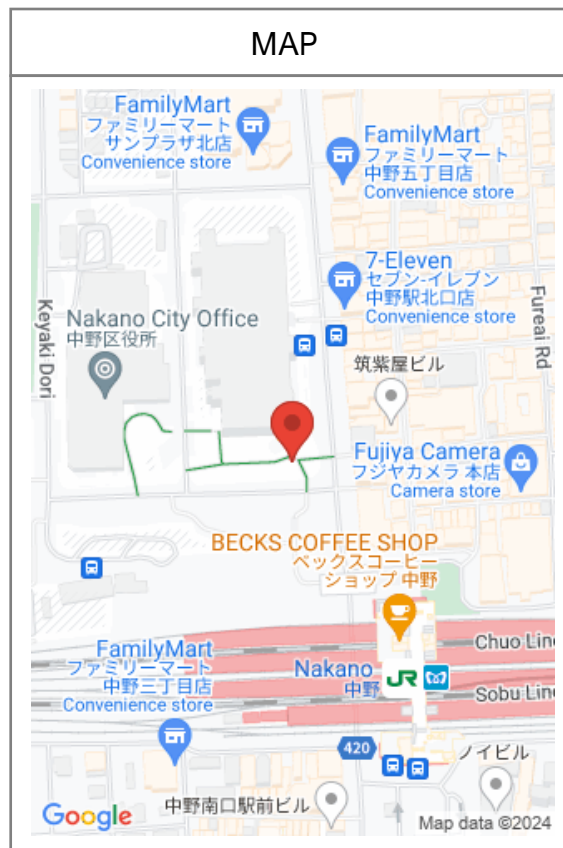 MAP
FamilyMart
ファミリーマート
サンプラザ北店
Convenience store
FamilyMart
ファミリーマート
中野五丁目店
Convenience store
7-Eleven
セブン-イレブン
中野駅北口店
Convenience store
Keyaki Dori
Nakano City Office
中野区役所
Fureai Rd
筑紫屋ビル
Fujiya Camera
フジヤカメラ 本店
Camera store
BECKS COFFEE SHOP
ベックスコーヒー
ショップ 中野
Chuo Line
FamilyMart
ファミリーマート
中野三丁目店
Convenience store
Nakano
中野
JR
Sobu Line
420
ノイビル
中野南口駅前ビル
Google
Map data ©2024